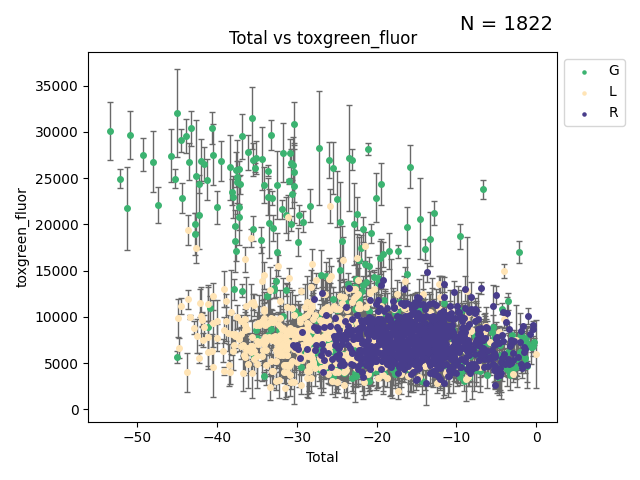 N = 1822
Total vs toxgreen_fluor
G
L
R
35000
30000
25000
20000
15000
10000
5000
0
toxgreen_fluor
−50 −40 −30 −20 −10 0
Total